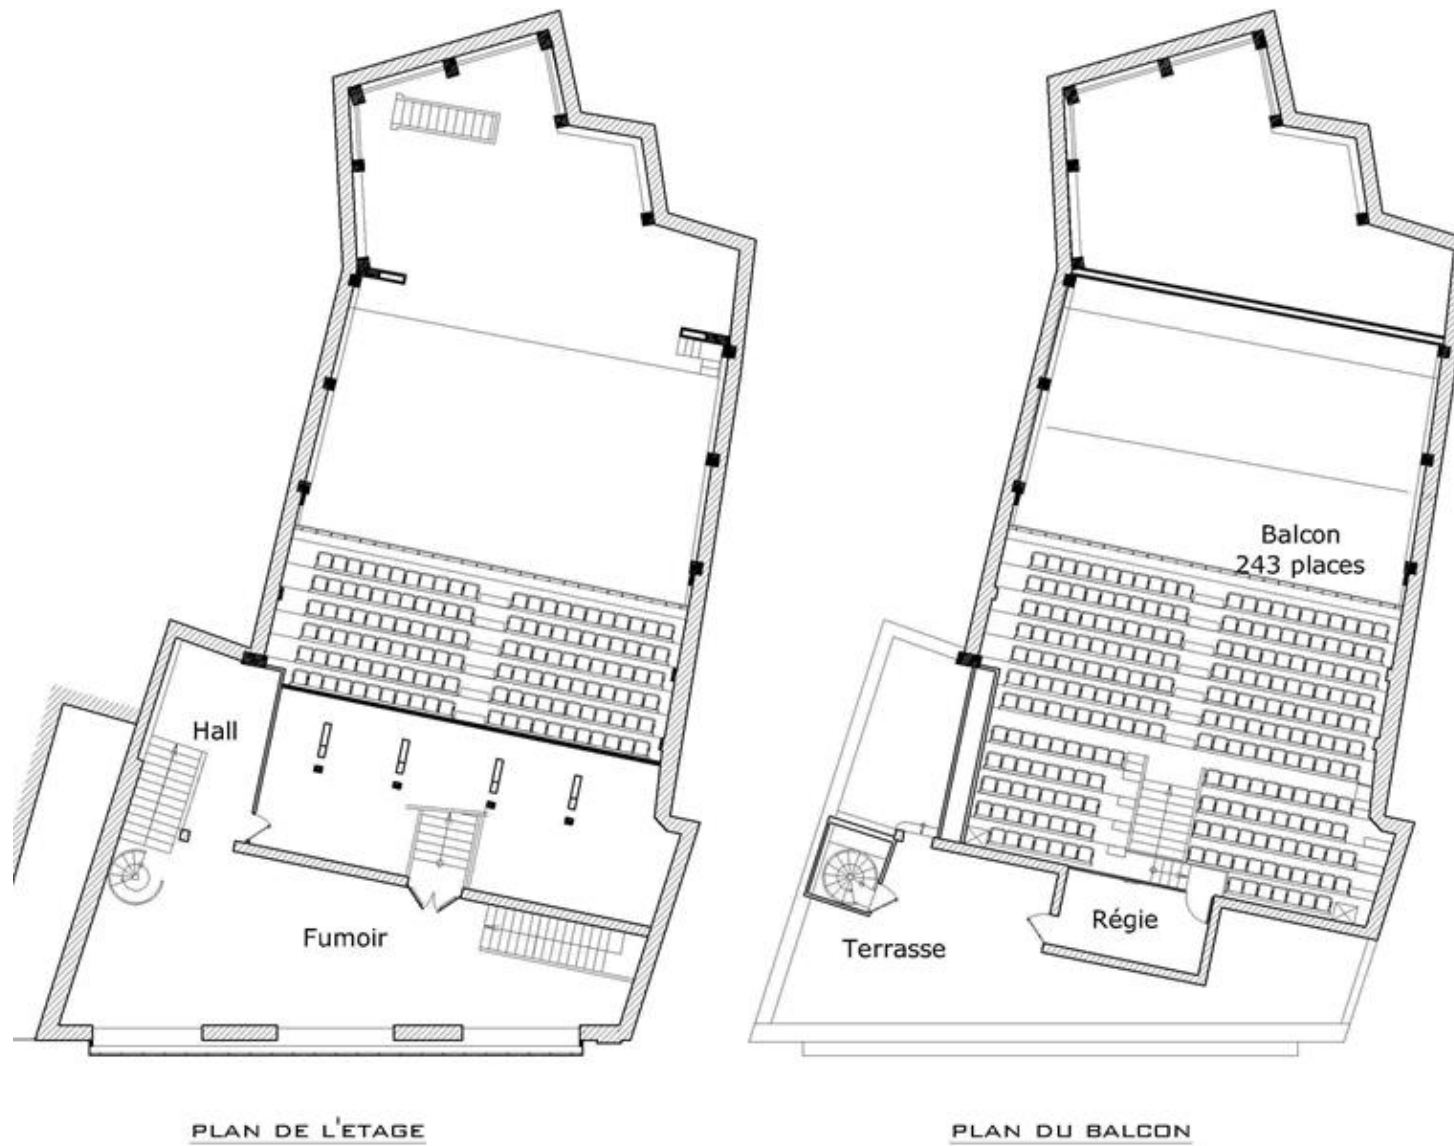 Hall
Fumoir
PLAN DE L'ETAGE
Balcon
243 places
Régie
Terrasse
PLAN DU BALCON